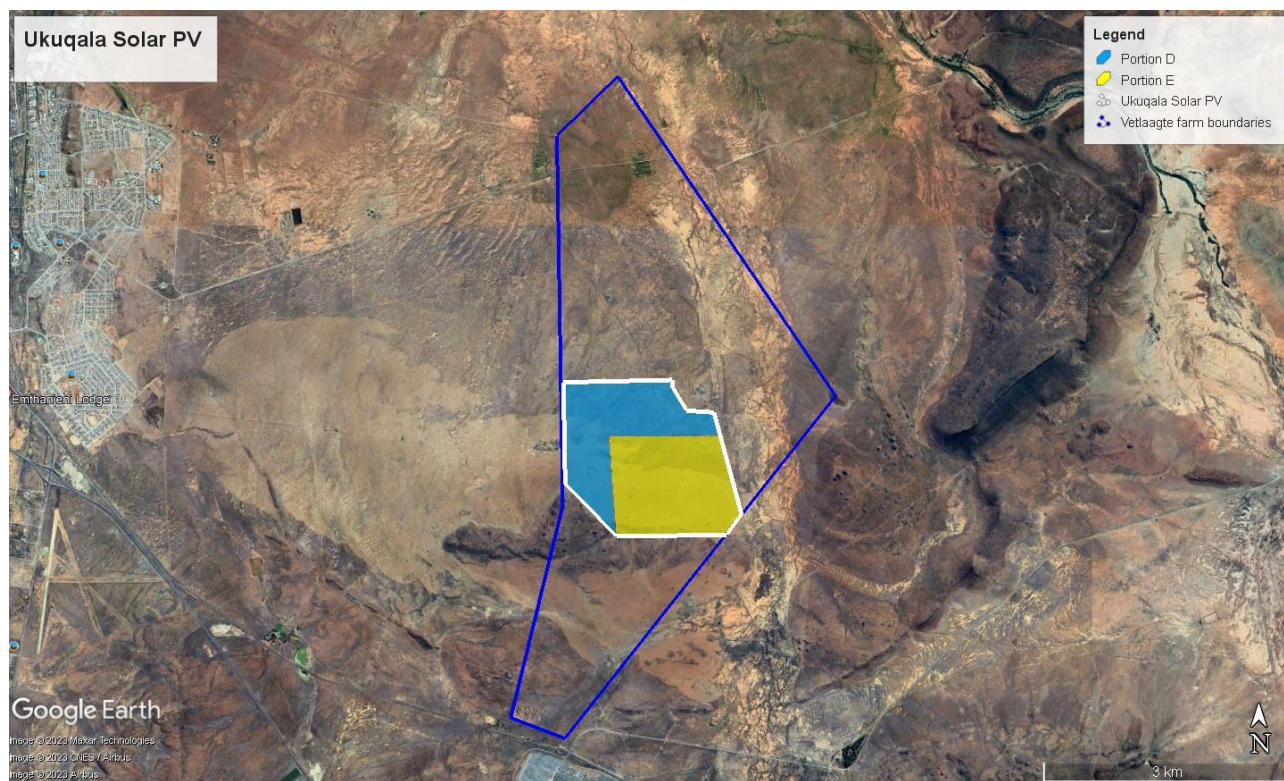 Ukuqala Solar PV
Legend
Portion D
Portion E
Ukuqala Solar PV
Vetlaagte farm boundaries
Emthanjeni Lodge
Google Earth
Image © 2023 Maxar Technologies
Image © 2023 CNES / Airbus
Image © 2023 Airbus
N
3 km